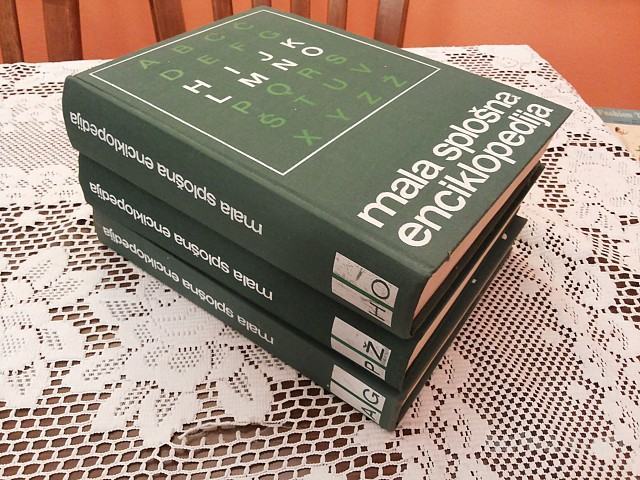 A B C Č
D E F G
H I J K
L M N O
P Q R S
Š T U V
X Y Z Ž
mala splošna
enciklopedija
mala splošna enciklopedija
H O
mala splošna enciklopedija
P Ž
mala splošna enciklopedija
A G